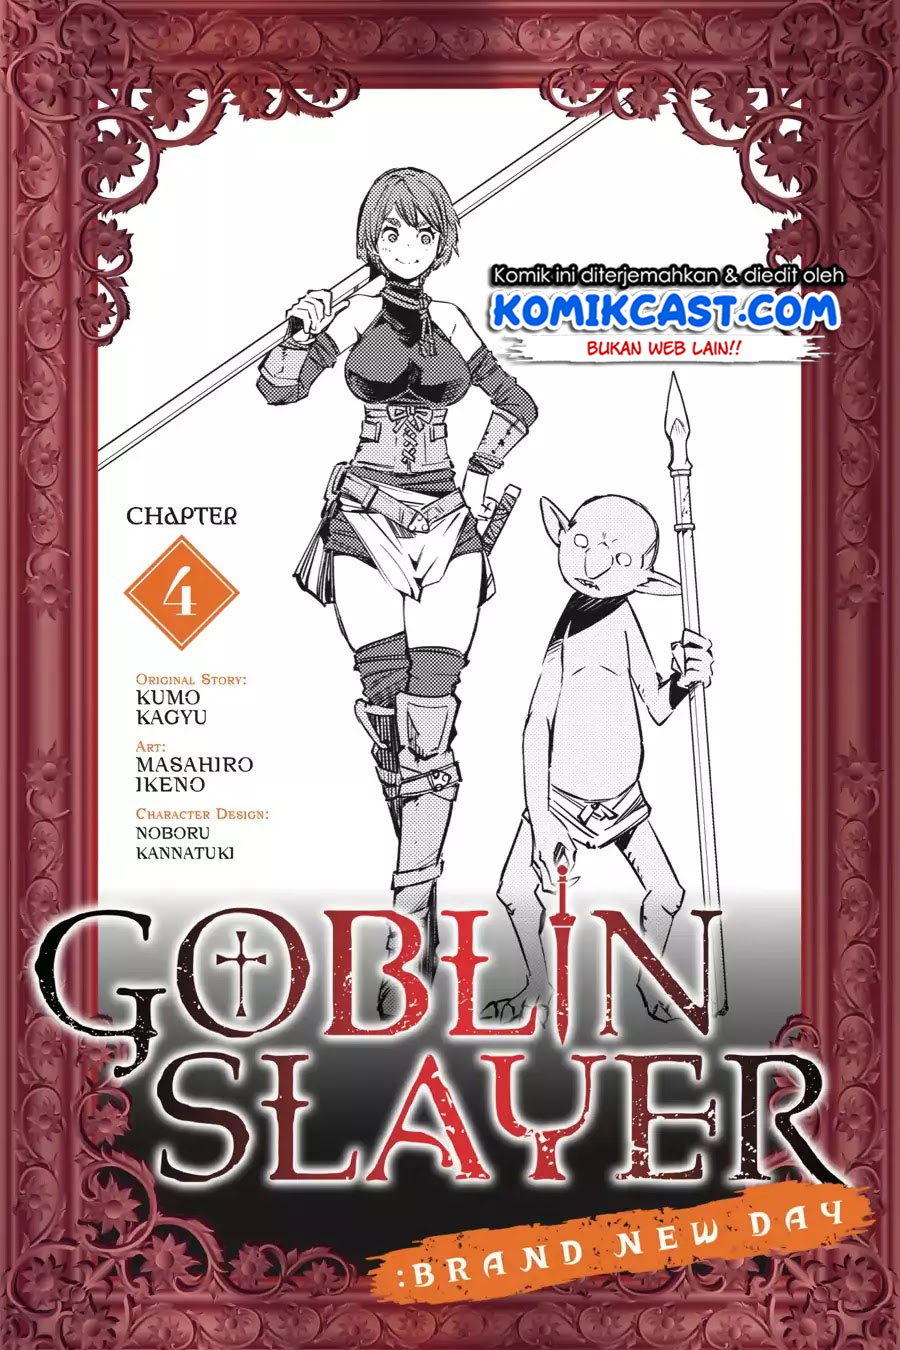 Komik ini diterjemahkan & diedit oleh
KOMIKCAST.COM
BUKAN WEB LAIN!!
CHAPTER
4
ORIGINAL STORY:
KUMO
KAGYU
ART:
MASAHIRO
IKENO
CHARACTER DESIGN:
NOBORU
KANNATUKI
GOBLIN
SLAYER
:BRAND NEW DAY